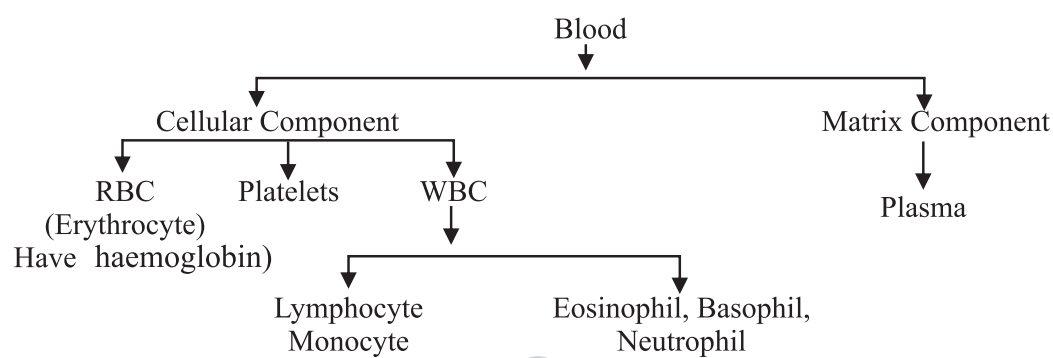 Blood
Cellular Component
Matrix Component
RBC
Platelets
WBC
(Erythrocyte)
Plasma
Have haemoglobin)
Lymphocyte
Monocyte
Eosinophil, Basophil,
Neutrophil